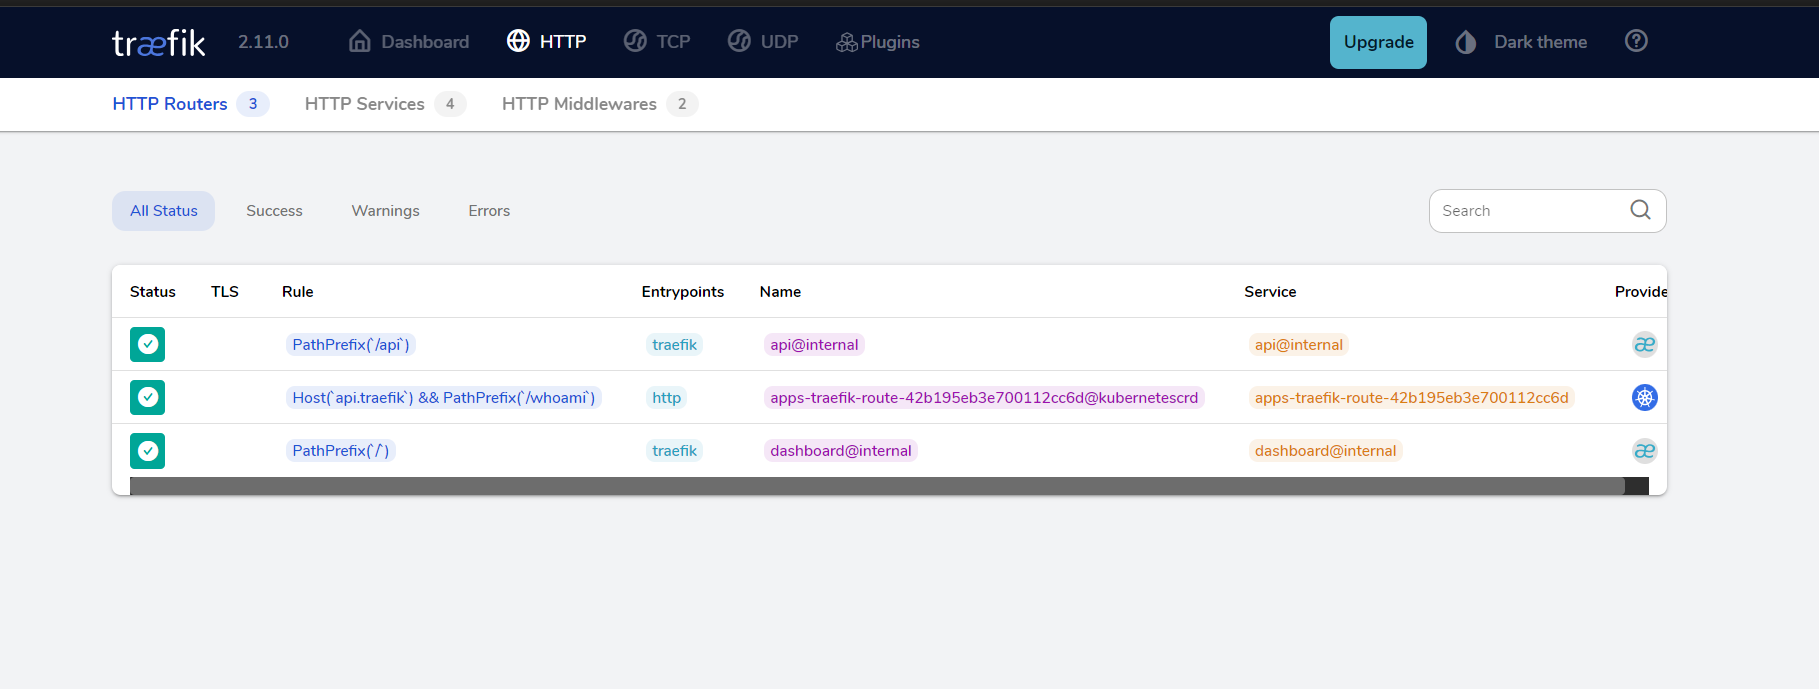 træfik 2.11.0 Dashboard HTTP TCP UDP Plugins Upgrade Dark theme
HTTP Routers 3 HTTP Services 4 HTTP Middlewares 2
All Status Success Warnings Errors Search
Status TLS Rule Entrypoints Name Service Provide
PathPrefix(`/api`) traefik api@internal api@internal
Host(`api.traefik`) && PathPrefix(`/whoami`) http apps-traefik-route-42b195eb3e700112cc6d@kubernetescrd apps-traefik-route-42b195eb3e700112cc6d
PathPrefix(`/`) traefik dashboard@internal dashboard@internal